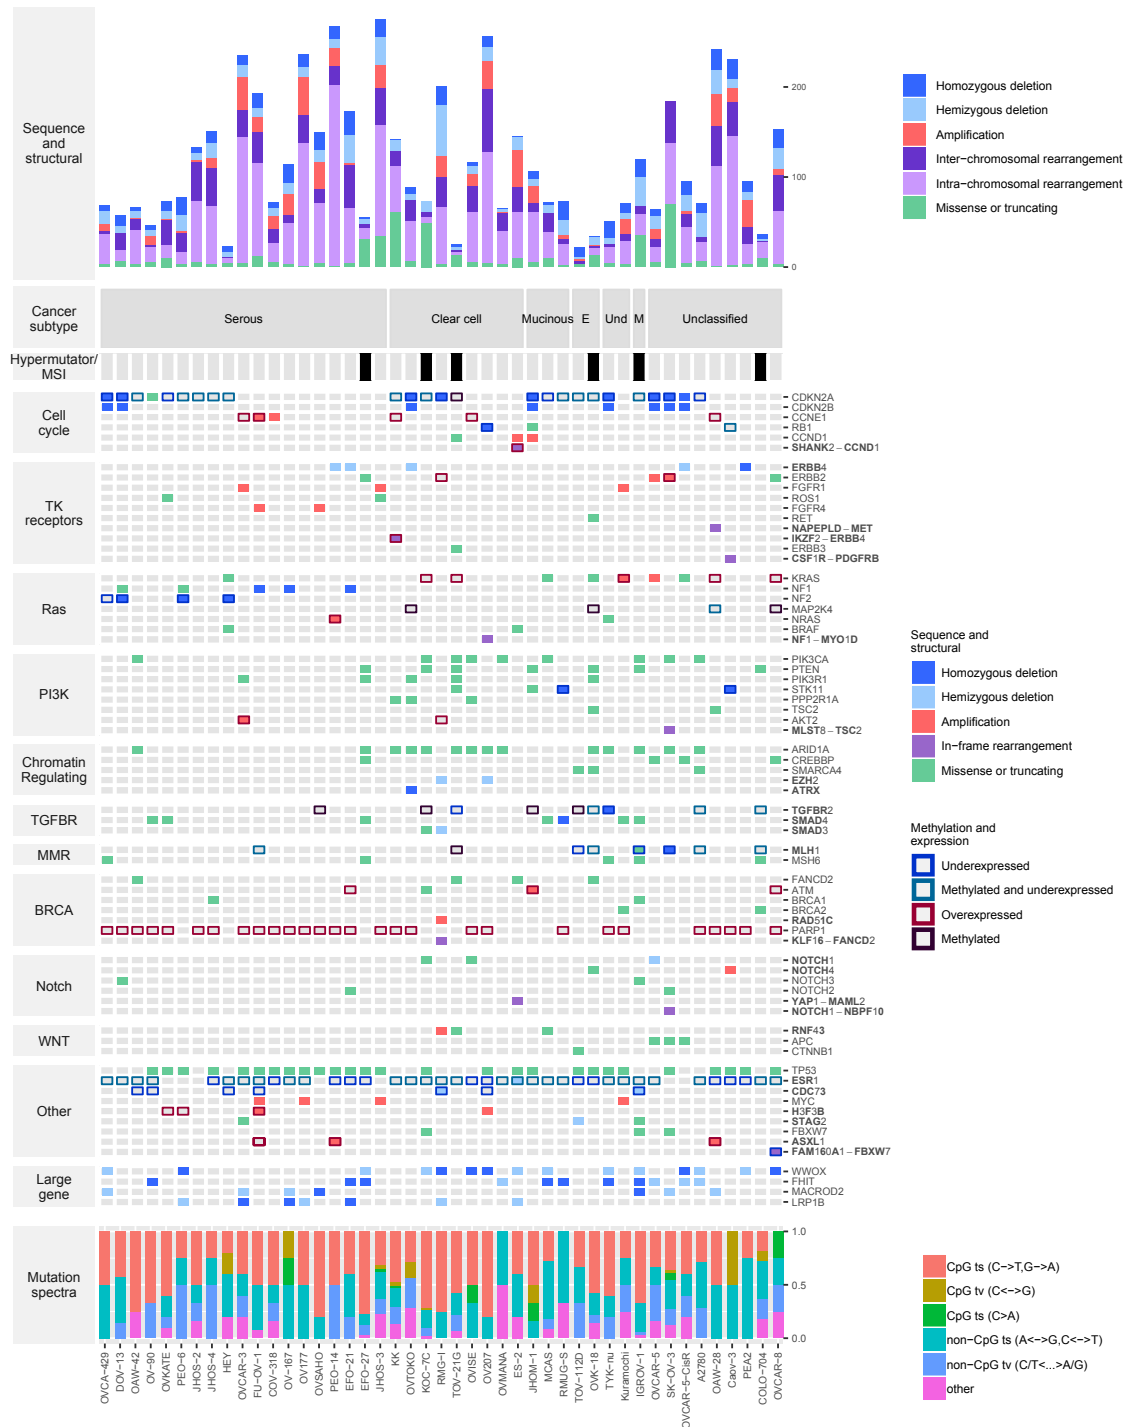 Sequence
and
structural
200
100
0
Homozygous deletion
Hemizygous deletion
Amplification
Inter-chromosomal rearrangement
Intra-chromosomal rearrangement
Missense or truncating
Cancer
subtype
Serous
Clear cell
Mucinous
E
Und
M
Unclassified
Hypermutator/
MSI
Cell
cycle
CDKN2A
CDKN2B
CCNE1
RB1
CCND1
SHANK2-CCND1
TK
receptors
ERBB4
ERBB2
FGFR1
ROS1
FGFR4
RET
NAPEPLD-MET
IKZF2-ERBB4
ERBB3
CSF1R-PDGFRB
Ras
KRAS
NF1
NF2
MAP2K4
NRAS
BRAF
NF1-MYO1D
PI3K
PIK3CA
PTEN
PIK3R1
STK11
PPP2R1A
TSC2
AKT2
MLST8-TSC2
Sequence and
structural
Homozygous deletion
Hemizygous deletion
Amplification
In-frame rearrangement
Missense or truncating
Chromatin
Regulating
ARID1A
CREBBP
SMARCA4
EZH2
ATRX
TGFBR
TGFBR2
SMAD4
SMAD3
MMR
MLH1
MSH6
Methylation and
expression
Underexpressed
Methylated and underexpressed
Overexpressed
Methylated
BRCA
FANCD2
ATM
BRCA1
BRCA2
RAD51C
PARP1
KLF16-FANCD2
Notch
NOTCH1
NOTCH4
NOTCH3
NOTCH2
YAP1-MAML2
NOTCH1-NBPF10
WNT
RNF43
APC
CTNNB1
Other
TP53
ESR1
CDC73
MYC
H3F3B
STAG2
FBXW7
ASXL1
FAM160A1-FBXW7
Large
gene
WWOX
FHIT
MACROD2
LRP1B
Mutation
spectra
1.0
0.5
0.0
CpG ts (C->T,G->A)
CpG tv (C<->G)
CpG ts (C>A)
non-CpG ts (A<->G,C<->T)
non-CpG tv (C/T<...>A/G)
other
OVCA-429
DOV-13
OAW-42
OV-90
OVKATE
PEO-6
JHOS-2
JHOS-4
HEY
OVCAR-3
FU-OV-1
COV-318
OV-167
OV177
OVSAHO
PEO-14
EFO-21
EFO-27
JHOS-3
KK
OVTOKO
KOC-7C
RMG-I
TOV-21G
OVISE
OV207
OVMANA
ES-2
JHOM-1
MCAS
RMUG-S
TOV-112D
OVK-18
TYK-nu
Kuramochi
IGROV-1
OVCAR-5
SK-OV-3
OVCAR-5-CisR
A2780
OAW-28
Caov-3
PEA2
COLO-704
OVCAR-8